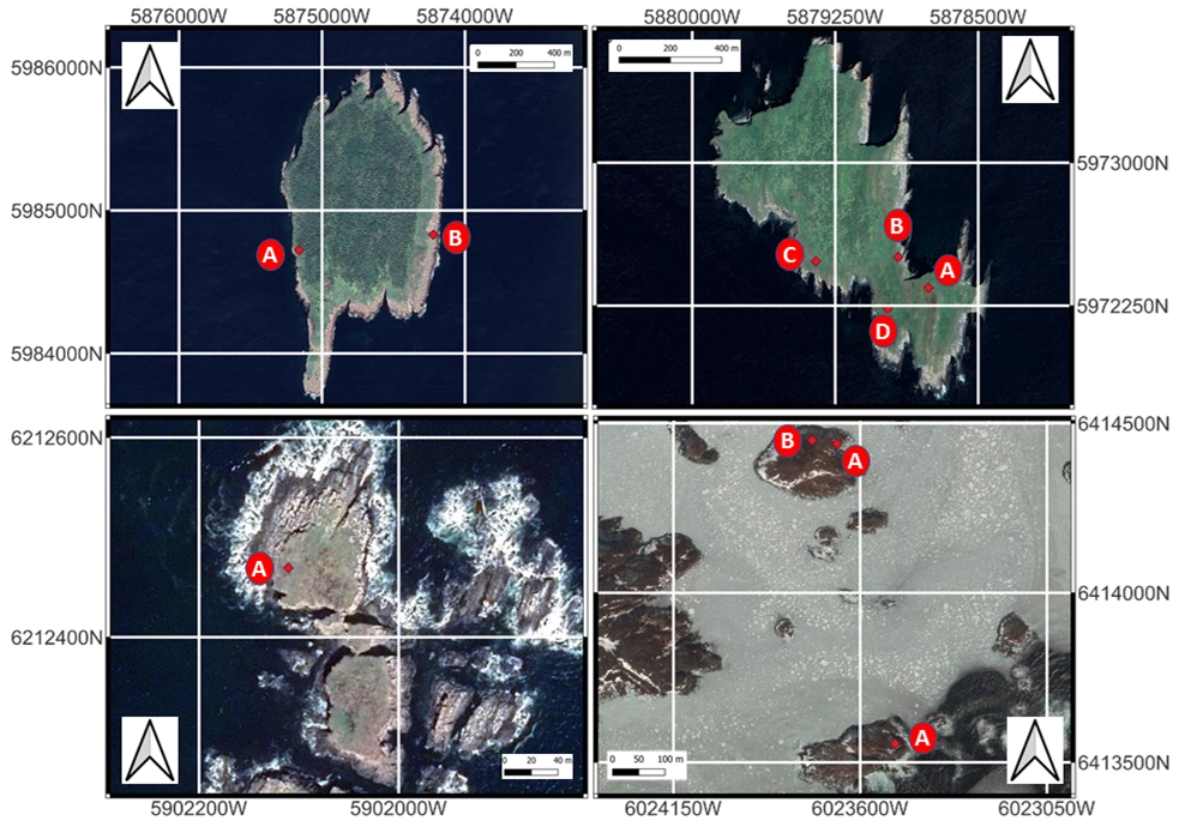 5876000W 5875000W 5874000W 5880000W 5879250W 5878500W
0 200 400 m
0 200 400 m
5986000N
5973000N
5985000N
B
A
B
C
A
5972250N
D
5984000N
6212600N
6414500N
B
A
A
6414000N
6212400N
A
0 20 40 m
0 50 100 m
6413500N
5902200W 5902000W 6024150W 6023600W 6023050W